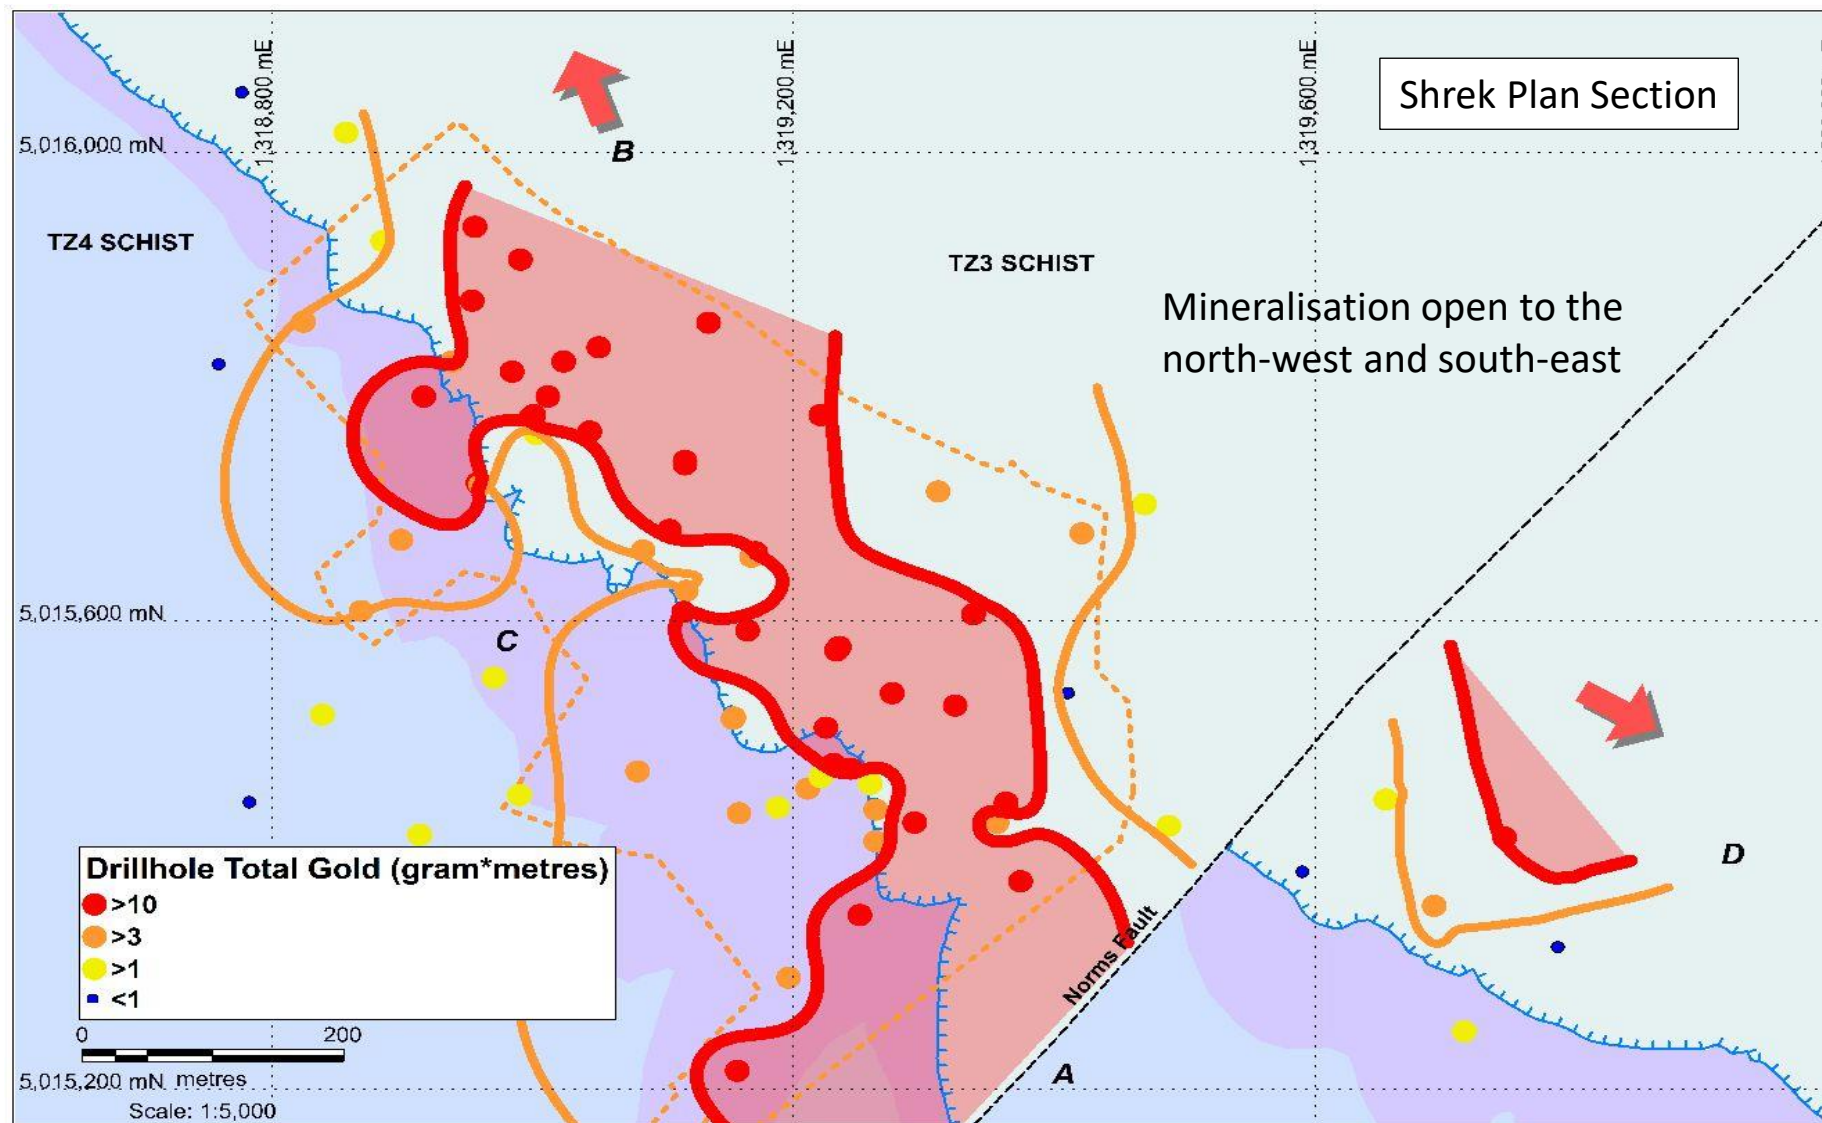 Shrek Plan Section
1,318,800 mE
1,319,200 mE
1,319,600 mE
5,016,000 mN
B
TZ4 SCHIST
TZ3 SCHIST
Mineralisation open to the
north-west and south-east
5,015,600 mN
C
D
Drillhole Total Gold (gram*metres)
>10
>3
>1
<1
Norms Fault
A
0 200
metres
5,015,200 mN
Scale: 1:5,000